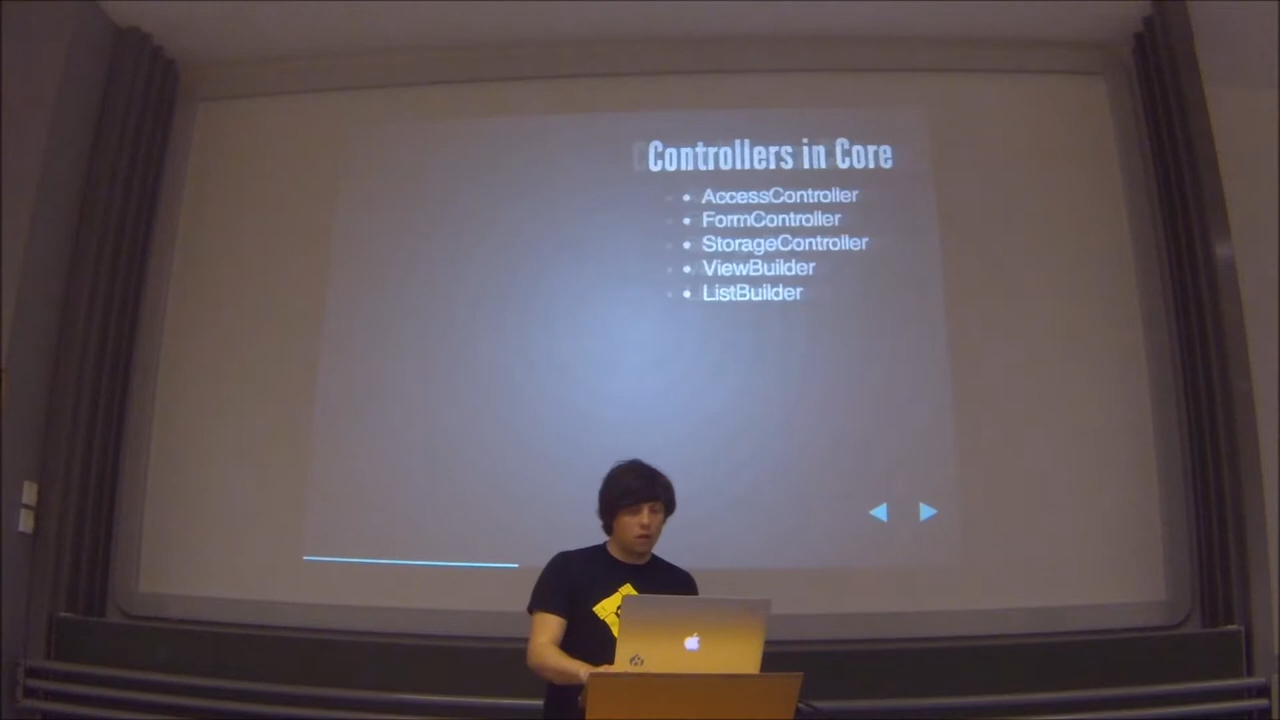 Controllers in Core
AccessController
FormController
StorageController
ViewBuilder
ListBuilder